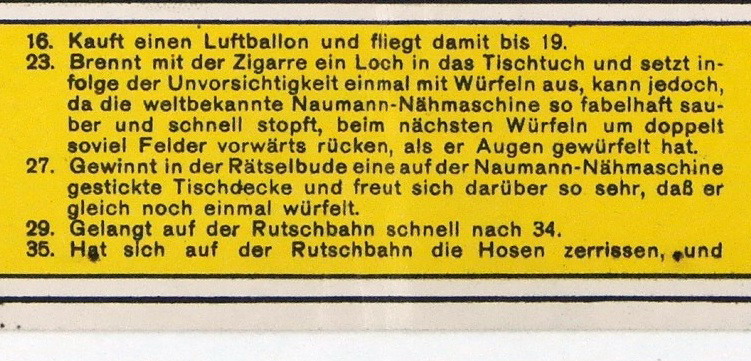 16. Kauft einen Luftballon und fliegt damit bis 19.
23. Brennt mit der Zigarre ein Loch in das Tischtuch und setzt in-
folge der Unvorsichtigkeit einmal mit Würfeln aus, kann jedoch,
da die weltbekannte Naumann-Nähmaschine so fabelhaft sau-
ber und schnell stopft, beim nächsten Würfeln um doppelt
soviel Felder vorwärts rücken, als er Augen gewürfelt hat.
27. Gewinnt in der Rätselbude eine auf der Naumann-Nähmaschine
gestickte Tischdecke und freut sich darüber so sehr, daß er
gleich noch einmal würfelt.
29. Gelangt auf der Rutschbahn schnell nach 34.
35. Hat sich auf der Rutschbahn die Hosen zerrissen, und